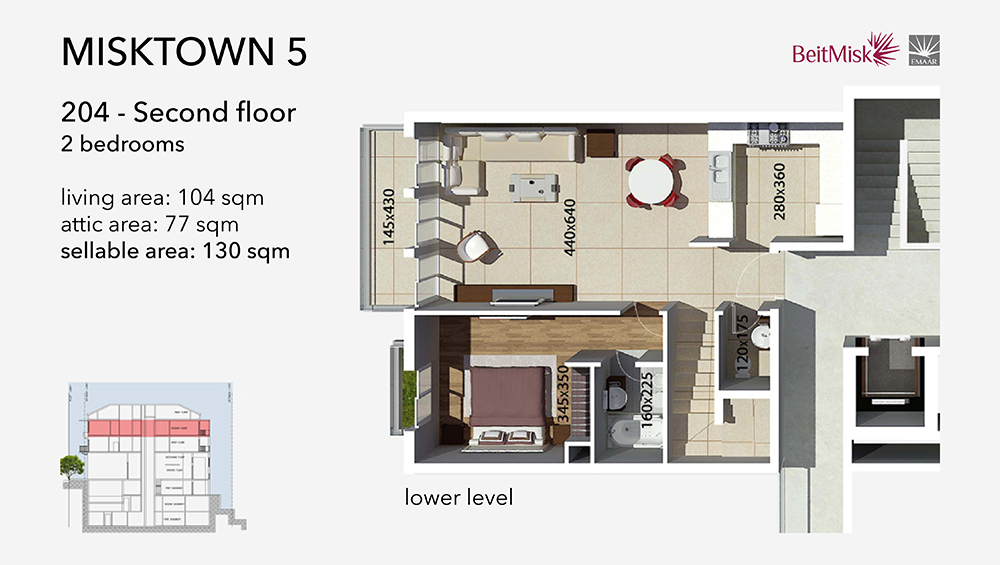 MISKTOWN 5
BeitMisk
EMAAR
204 - Second floor
2 bedrooms
living area: 104 sqm
attic area: 77 sqm
sellable area: 130 sqm
145x430
440x640
280x360
120x175
345x350
160x225
lower level